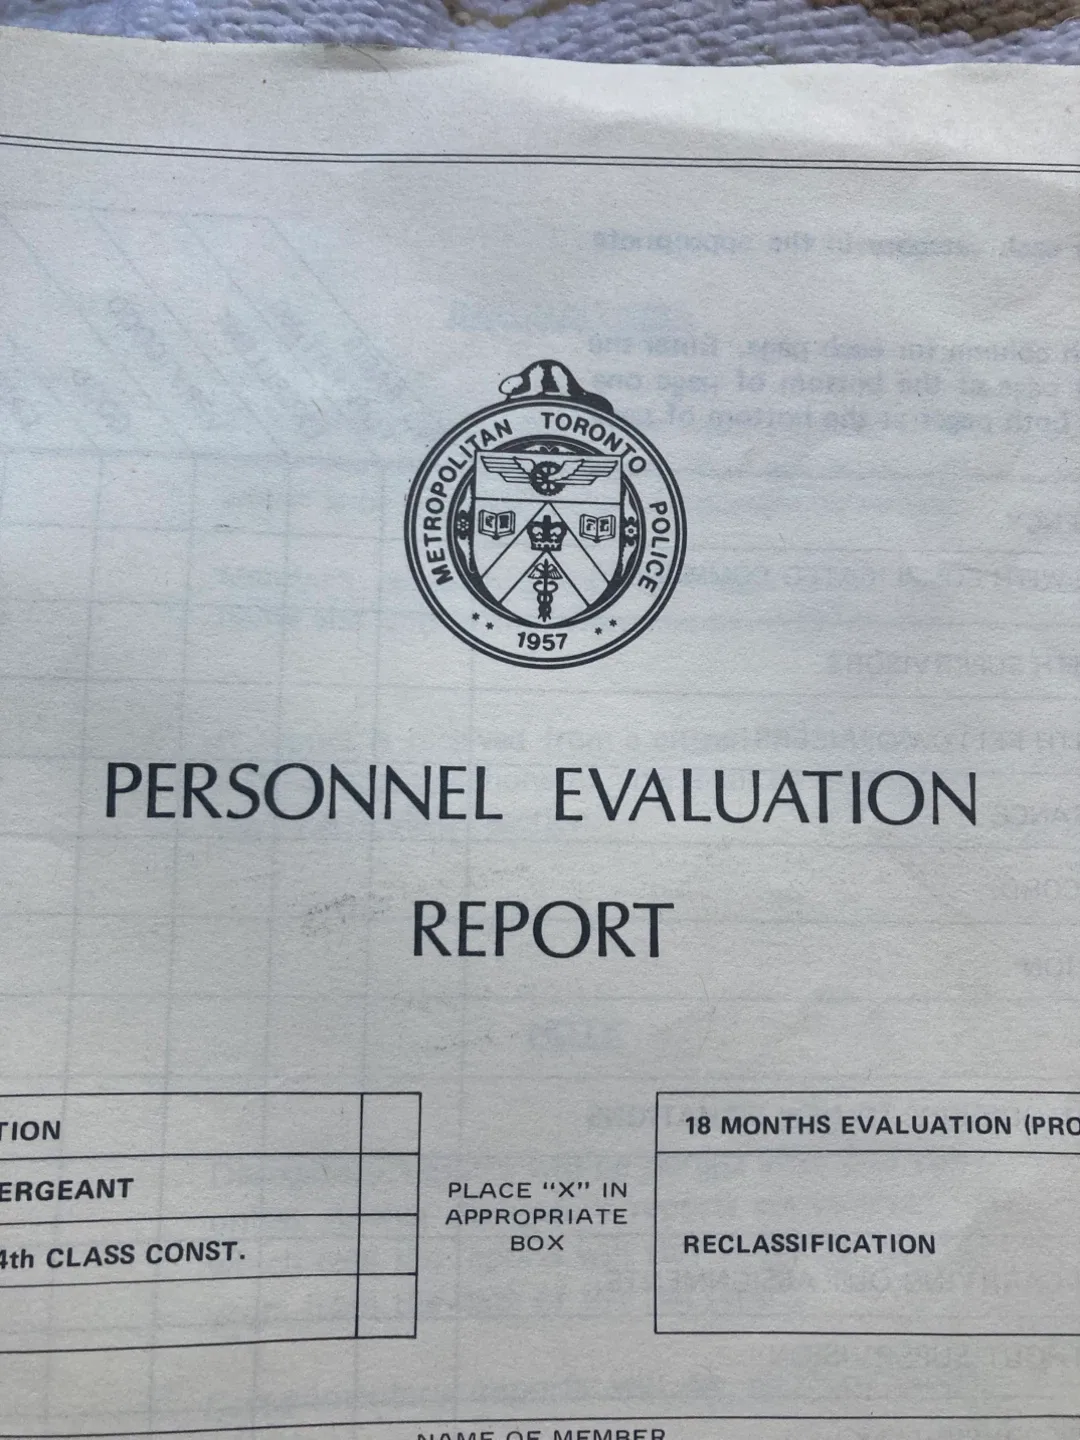 METROPOLITAN TORONTO POLICE
1957
PERSONNEL EVALUATION
REPORT
TION
ERGEANT
4th CLASS CONST.
PLACE “X” IN
APPROPRIATE
BOX
18 MONTHS EVALUATION (PRO
RECLASSIFICATION
NAME OF MEMBER